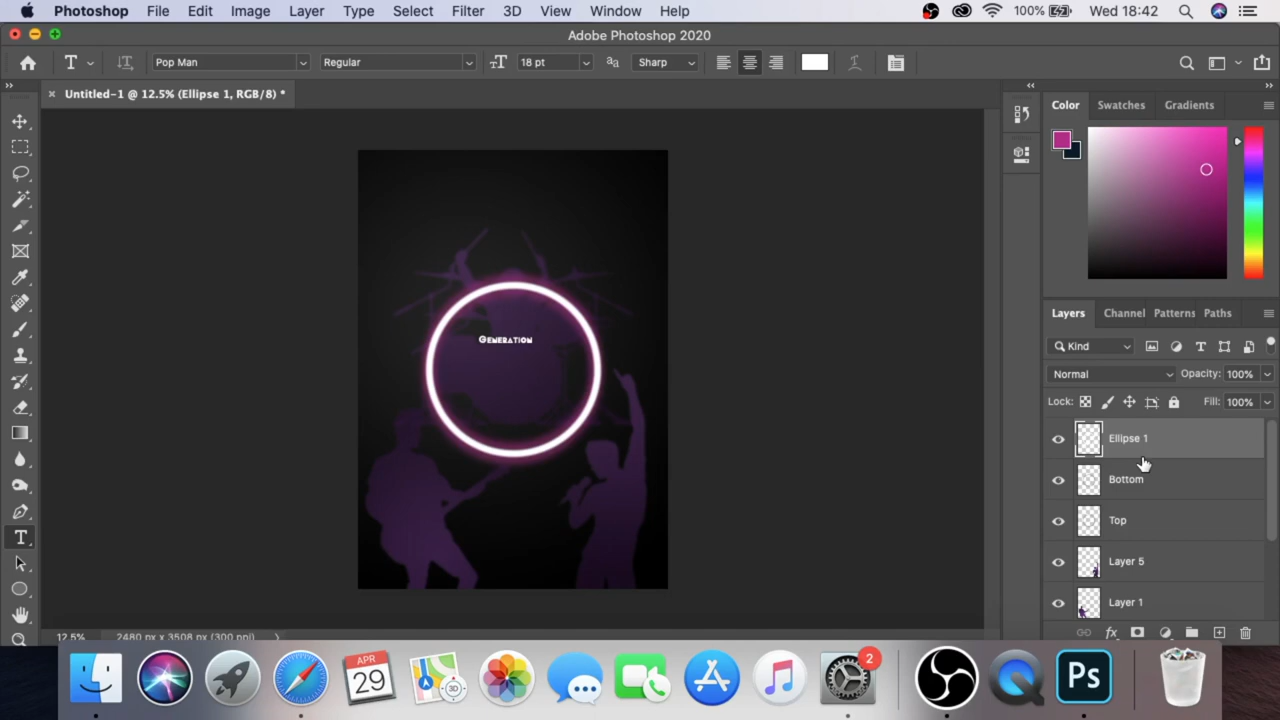 Photoshop File Edit Image Layer Type Select Filter 3D View Window Help 100% Wed 18:42
Adobe Photoshop 2020
T Pop Man Regular 18 pt Sharp
Untitled-1 @ 12.5% (Ellipse 1, RGB/8) *
Color Swatches Gradients
Generation
Layers Channel Patterns Paths
Kind
Normal Opacity: 100%
Lock: Fill: 100%
Ellipse 1
Bottom
Top
Layer 5
Layer 1
fx
12.5% 2480 px x 3508 px (300 ppi)
APR
29
3D
2
Ps